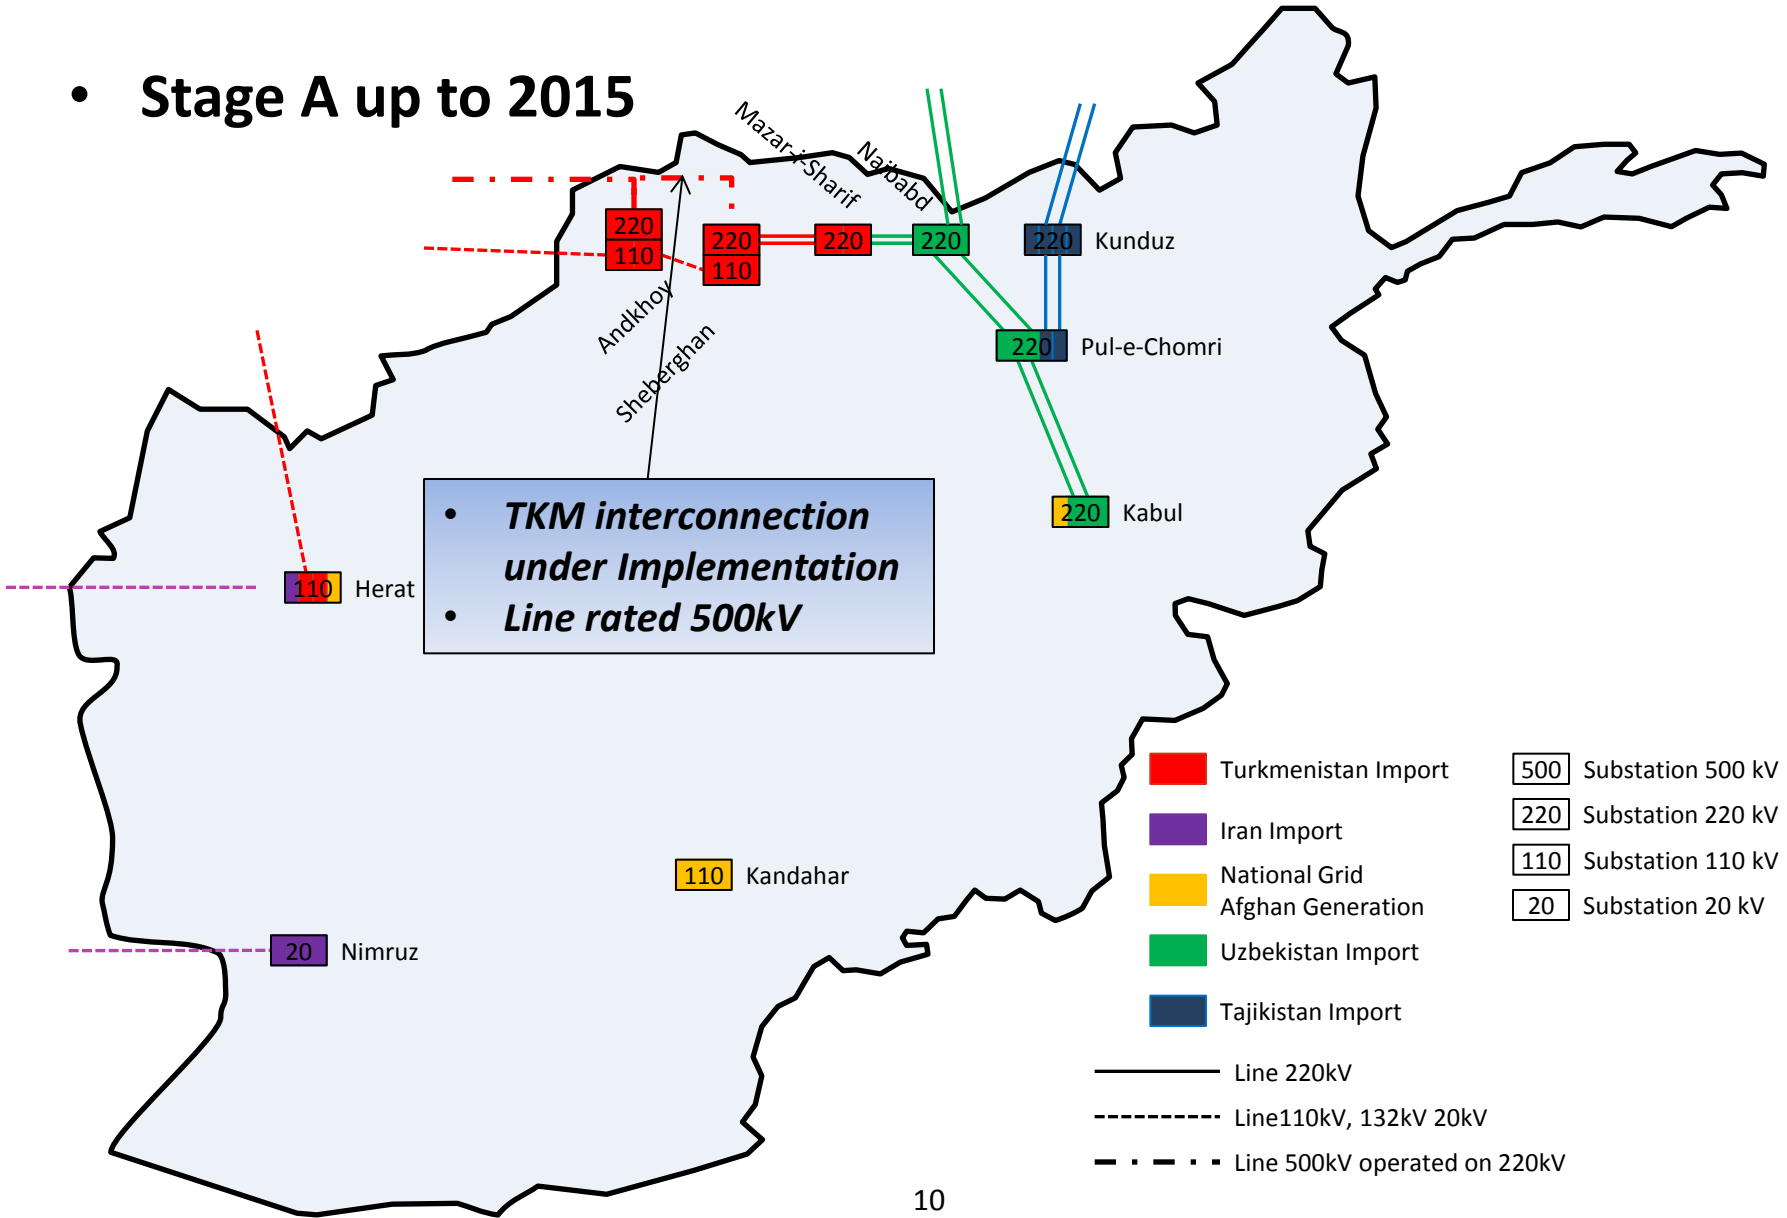 • Stage A up to 2015
Mazar-i-Sharif
Naibabd
220
110
220
110
220
220
220
Kunduz
Andkhoy
Sheberghan
220
Pul-e-Chomri
220
Kabul
• TKM interconnection
under Implementation
• Line rated 500kV
110
Herat
110
Kandahar
20
Nimruz
Turkmenistan Import
Iran Import
National Grid
Afghan Generation
Uzbekistan Import
Tajikistan Import
500 Substation 500 kV
220 Substation 220 kV
110 Substation 110 kV
20 Substation 20 kV
Line 220kV
Line110kV, 132kV 20kV
Line 500kV operated on 220kV
10